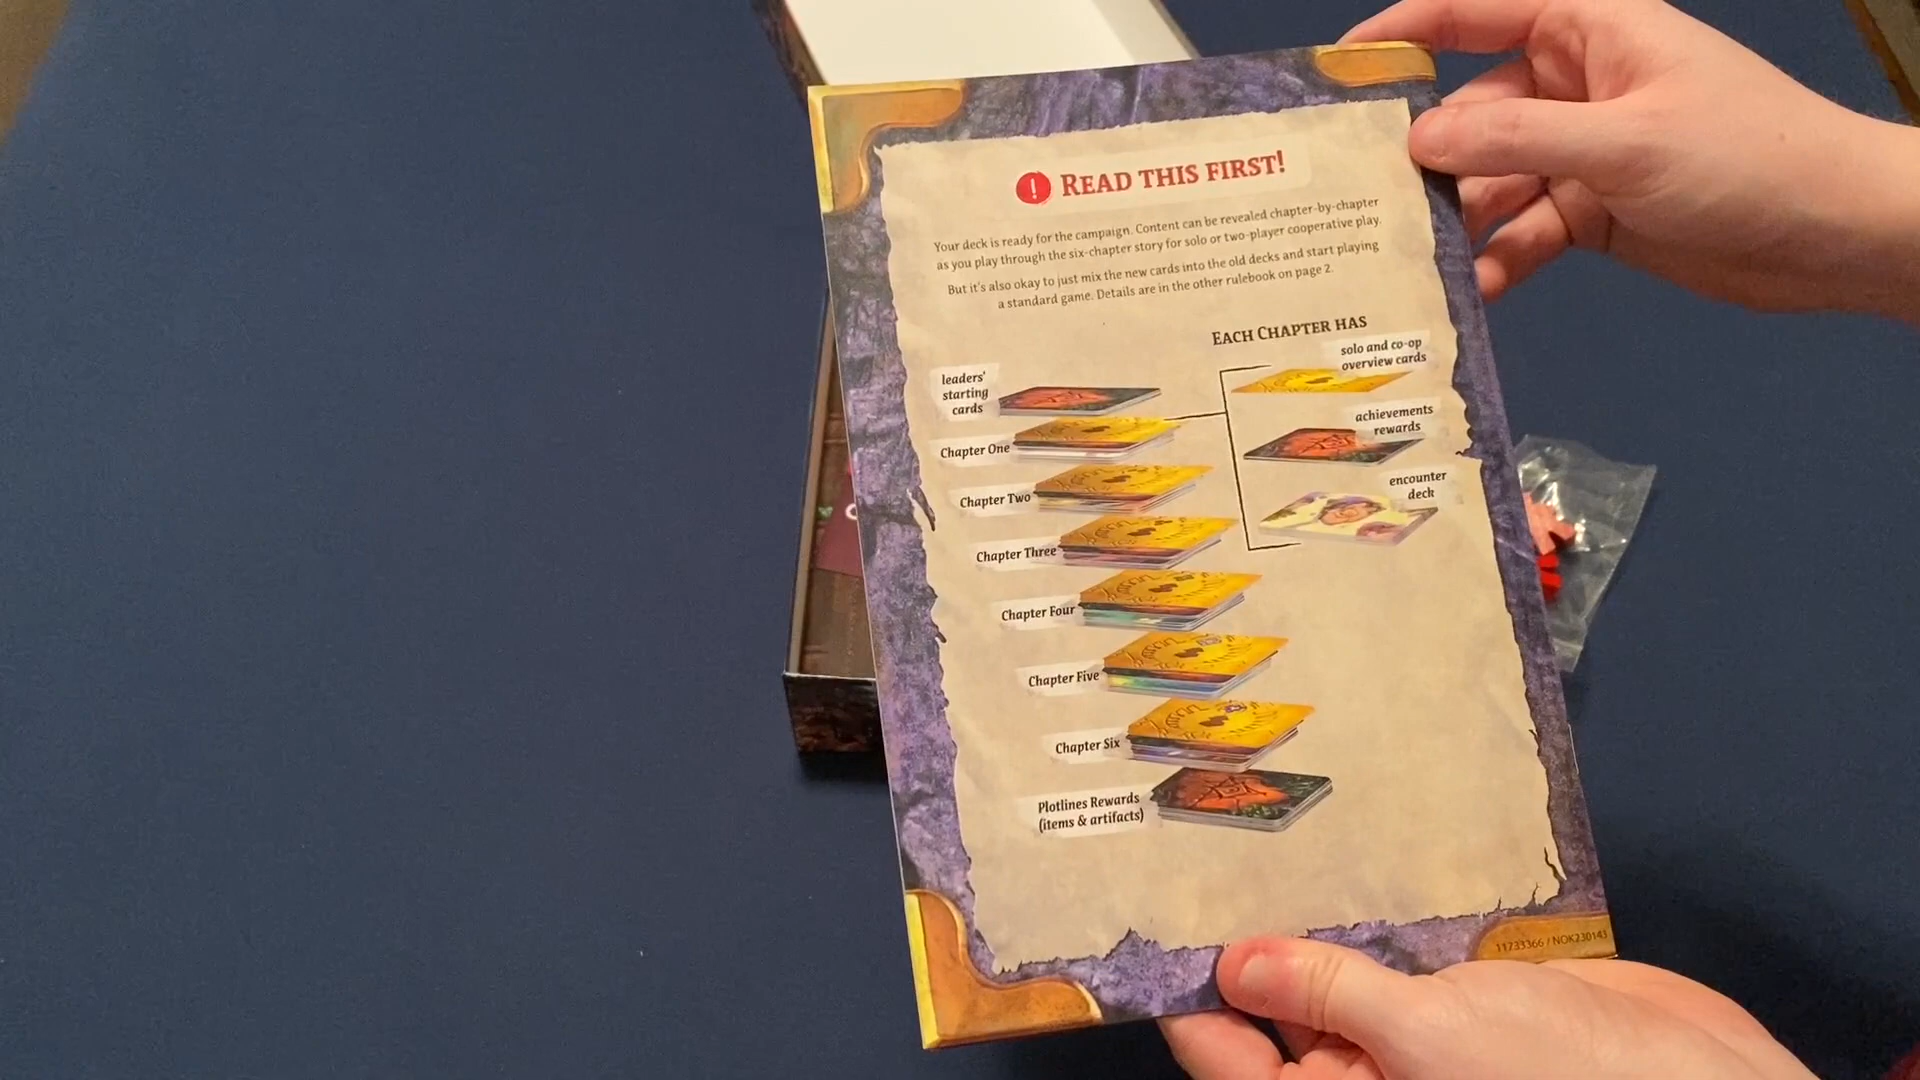 ! READ THIS FIRST!
Your deck is ready for the campaign. Content can be revealed chapter-by-chapter
as you play through the six-chapter story for solo or two-player cooperative play.
But it's also okay to just mix the new cards into the old decks and start playing
a standard game. Details are in the other rulebook on page 2.
EACH CHAPTER HAS
solo and co-op
overview cards
leaders'
starting
cards
achievements
rewards
Chapter One
encounter
deck
Chapter Two
Chapter Three
Chapter Four
Chapter Five
Chapter Six
Plotlines Rewards
(items & artifacts)
11733366 / NOK230143